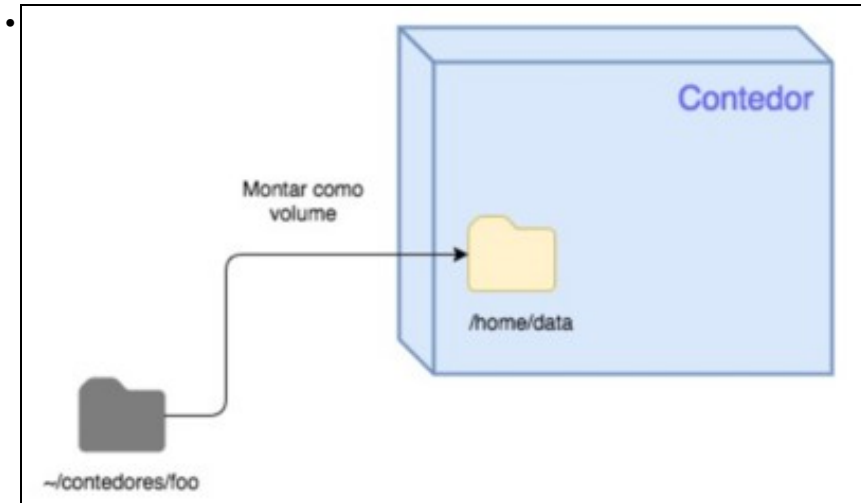 Contedor
Montar como
volume
/home/data
~/contedores/foo